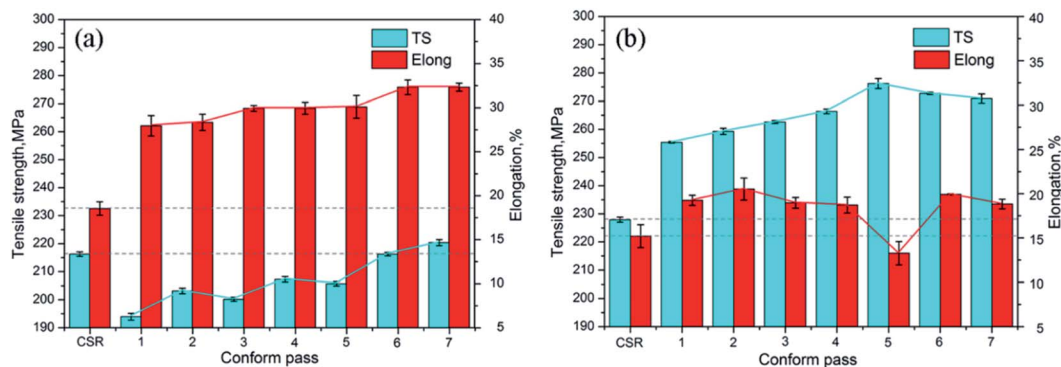 (a)
TS
Elong
Tensile strength,MPa
300
290
280
270
260
250
240
230
220
210
200
190
40
35
30
25
20
15
10
5
Elongation,%
CSR 1 2 3 4 5 6 7
Conform pass
(b)
TS
Elong
Tensile strength,MPa
300
290
280
270
260
250
240
230
220
210
200
190
40
35
30
25
20
15
10
5
Elongation,%
CSR 1 2 3 4 5 6 7
Conform pass